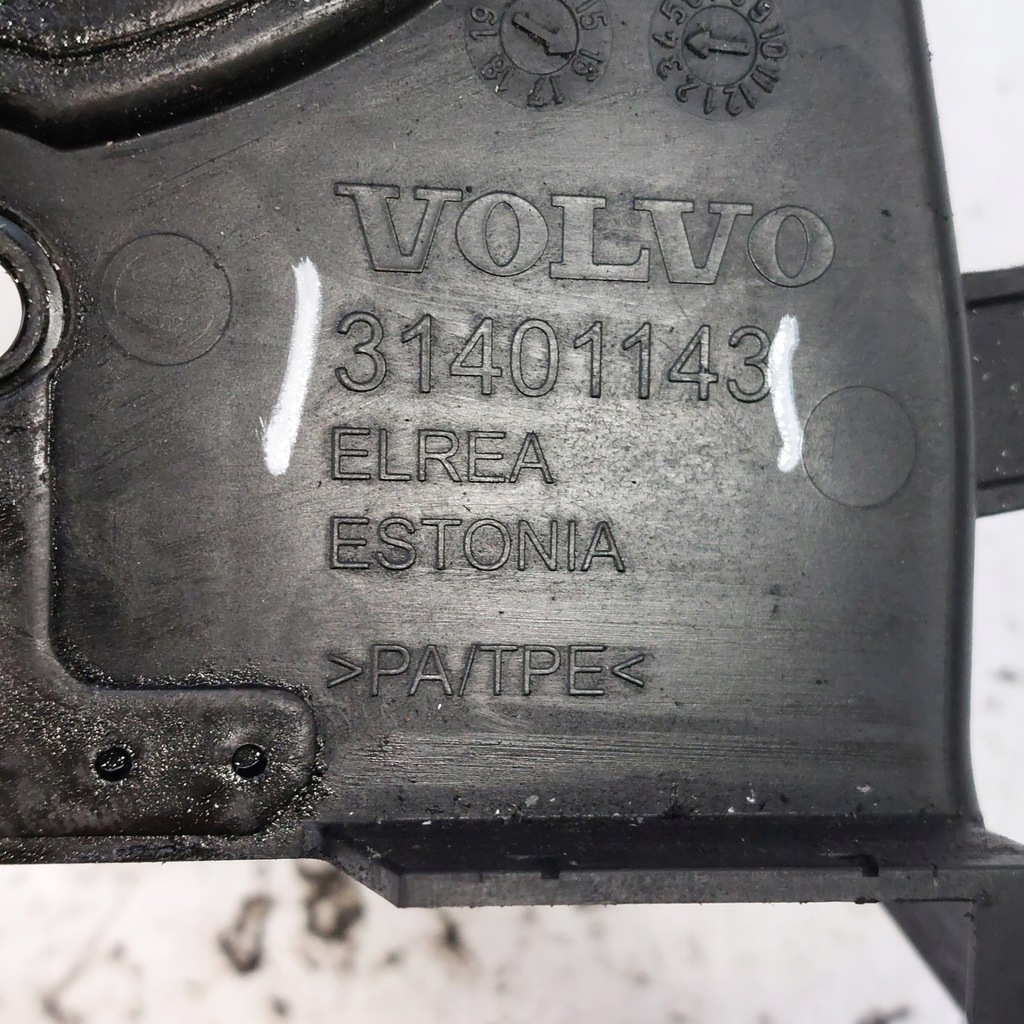 VOLVO
31401143
ELREA
ESTONIA
>PA/TPE<